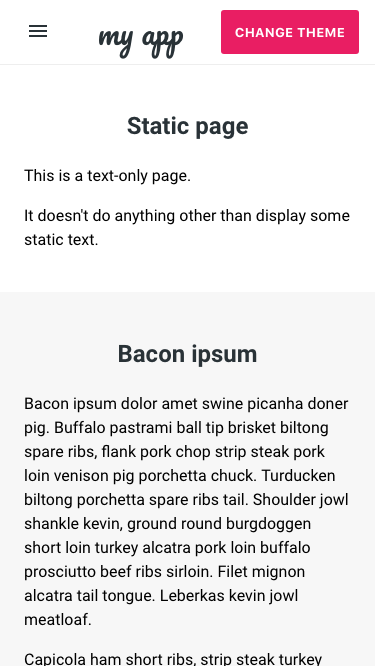 my app
CHANGE THEME
Static page
This is a text-only page.
It doesn't do anything other than display some
static text.
Bacon ipsum
Bacon ipsum dolor amet swine picanha doner
pig. Buffalo pastrami ball tip brisket biltong
spare ribs, flank pork chop strip steak pork
loin venison pig porchetta chuck. Turducken
biltong porchetta spare ribs tail. Shoulder jowl
shankle kevin, ground round burgdoggen
short loin turkey alcatra pork loin buffalo
prosciutto beef ribs sirloin. Filet mignon
alcatra tail tongue. Leberkas kevin jowl
meatloaf.
Capicola ham short ribs, strip steak turkey